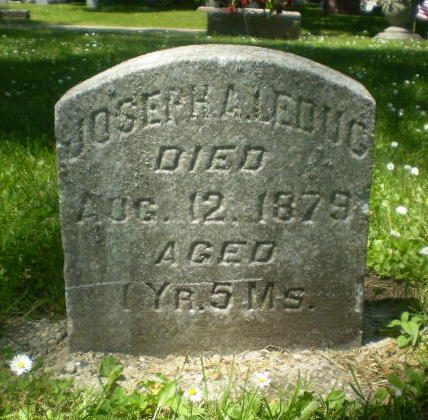 JOSEPH A. LEDUC
DIED
AUG. 12. 1879
AGED
1 YR. 5 MS.